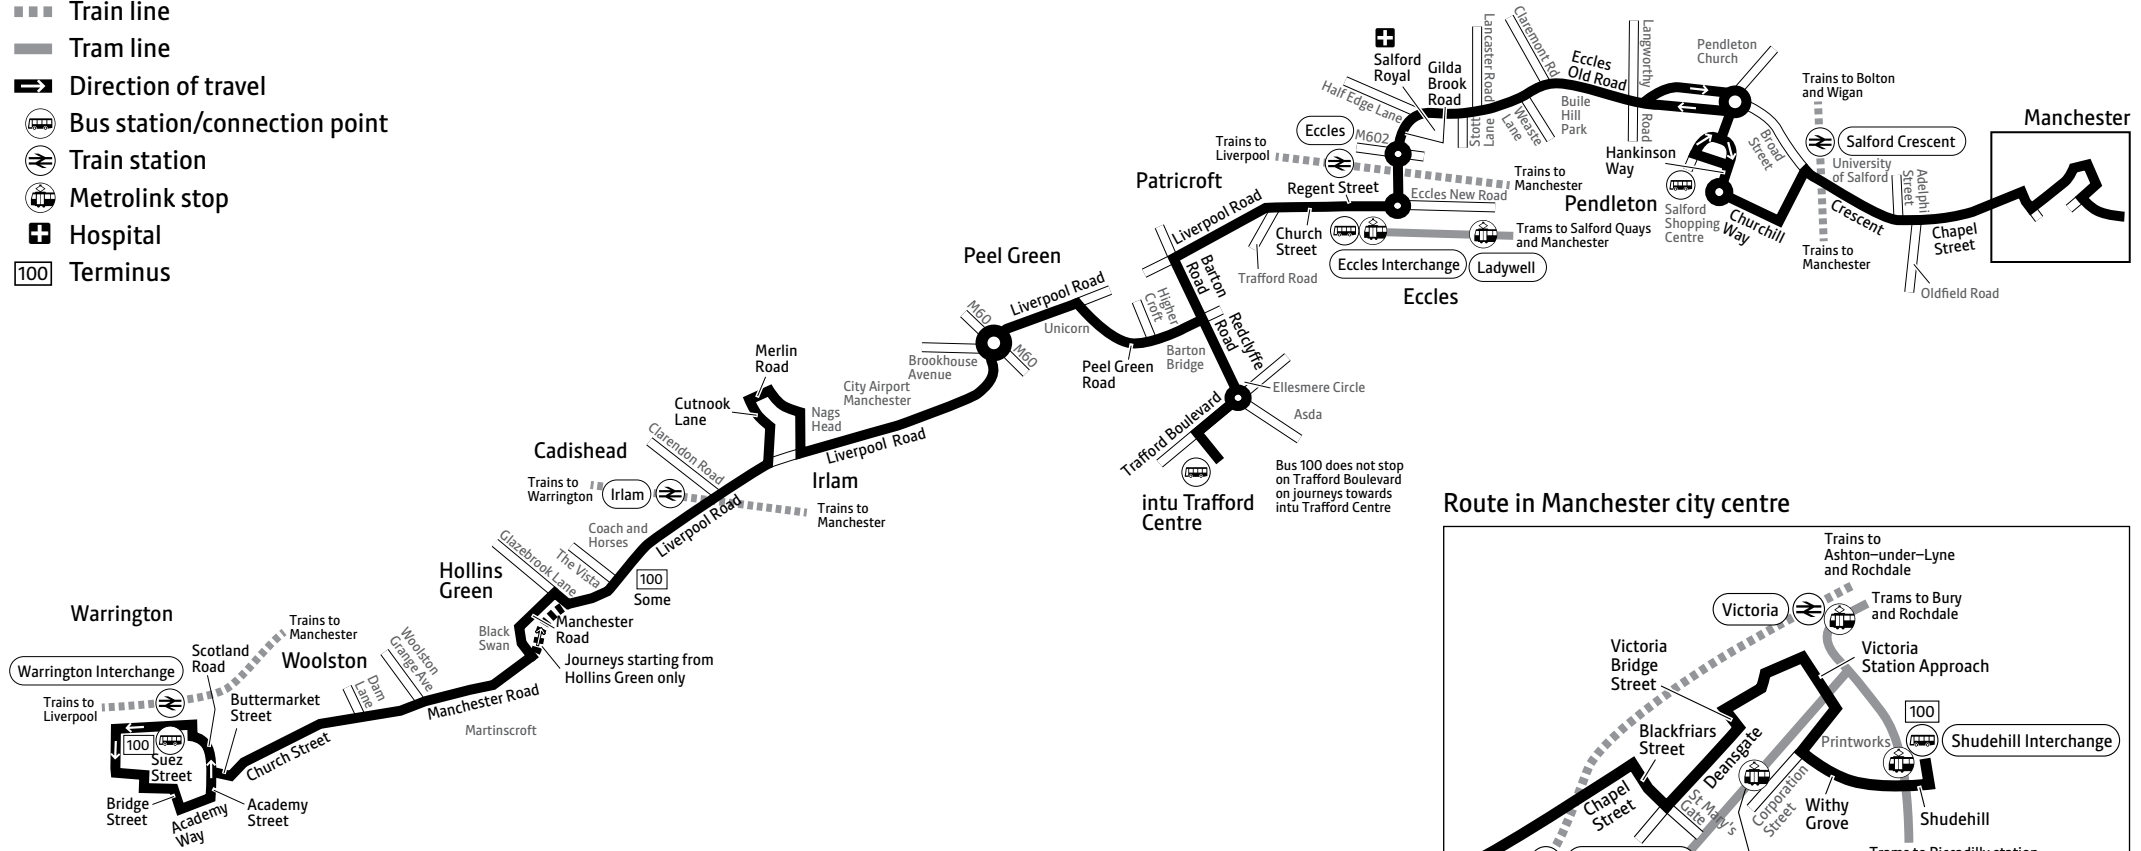 Train line
Tram line
Direction of travel
Bus station/connection point
Train station
Metrolink stop
Hospital
100 Terminus
Salford
Royal
Gilda
Brook
Road
Half Edge Lane
Lancaster Road
Stott Lane
Claremont Rd
Weaste
Lane
Eccles
Old Road
Buile
Hill
Park
Langworthy
Road
Pendleton
Church
Trains to Bolton
and Wigan
Salford Crescent
Manchester
Broad
Street
University
of Salford
Adelphi
Street
Hankinson
Way
Pendleton
Salford
Shopping
Centre
Churchill
Way
Trains to
Manchester
Crescent
Chapel
Street
Oldfield Road
Eccles
M602
Trains to
Liverpool
Trains to
Manchester
Patricroft
Regent Street
Eccles New Road
Liverpool Road
Church
Street
Trafford Road
Trams to Salford Quays
and Manchester
Eccles Interchange
Ladywell
Eccles
Barton
Road
Redclyffe
Road
Higher
Croft
Barton
Bridge
Peel Green
Liverpool Road
Unicorn
Peel Green
Road
M60
M60
Brookhouse
Avenue
Ellesmere Circle
Asda
Trafford Boulevard
intu Trafford
Centre
Bus 100 does not stop
on Trafford Boulevard
on journeys towards
intu Trafford Centre
Merlin
Road
Cutnook
Lane
Nags
Head
City Airport
Manchester
Liverpool Road
Irlam
Cadishead
Clarendon Road
Trains to
Warrington
Irlam
Trains to
Manchester
Liverpool Road
Coach and
Horses
The Vista
Glazebrook Lane
Hollins
Green
100
Some
Manchester
Road
Black
Swan
Journeys starting from
Hollins Green only
Warrington
Trains to
Manchester
Scotland
Road
Woolston
Woolston
Grange Ave
Dam
Lane
Warrington Interchange
Trains to
Liverpool
Buttermarket
Street
Manchester Road
Martinscroft
Church Street
100
Suez
Street
Bridge
Street
Academy
Way
Academy
Street
Route in Manchester city centre
Trains to
Ashton–under–Lyne
and Rochdale
Victoria
Trams to Bury
and Rochdale
Victoria
Bridge
Street
Victoria
Station Approach
Blackfriars
Street
Deansgate
Printworks
100
Shudehill Interchange
Chapel
Street
St Mary's
Gate
Corporation
Street
Withy
Grove
Shudehill
Trams to Piccadilly station